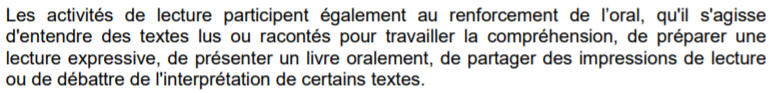 Les activités de lecture participent également au renforcement de l’oral, qu'il s'agisse
d'entendre des textes lus ou racontés pour travailler la compréhension, de préparer une
lecture expressive, de présenter un livre oralement, de partager des impressions de lecture
ou de débattre de l'interprétation de certains textes.